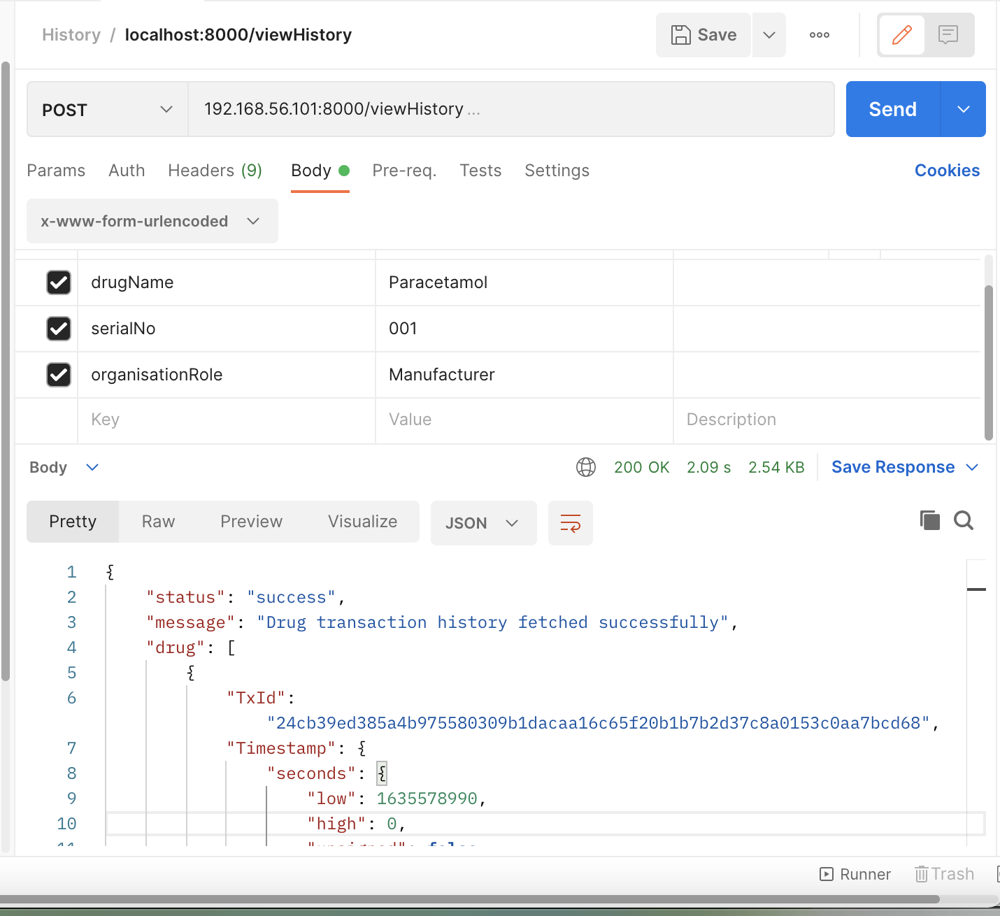 History / localhost:8000/viewHistory
Save
POST
192.168.56.101:8000/viewHistory ...
Send
Params Auth Headers (9) Body Pre-req. Tests Settings Cookies
x-www-form-urlencoded
drugName Paracetamol
serialNo 001
organisationRole Manufacturer
Key Value Description
Body 200 OK 2.09 s 2.54 KB Save Response
Pretty Raw Preview Visualize JSON
1 {
2 "status": "success",
3 "message": "Drug transaction history fetched successfully",
4 "drug": [
5 {
6 "TxId":
"24cb39ed385a4b975580309b1dacaa16c65f20b1b7b2d37c8a0153c0aa7bcd68",
7 "Timestamp": {
8 "seconds": {
9 "low": 1635578990,
10 "high": 0,
11 "unsigned": false
Runner Trash